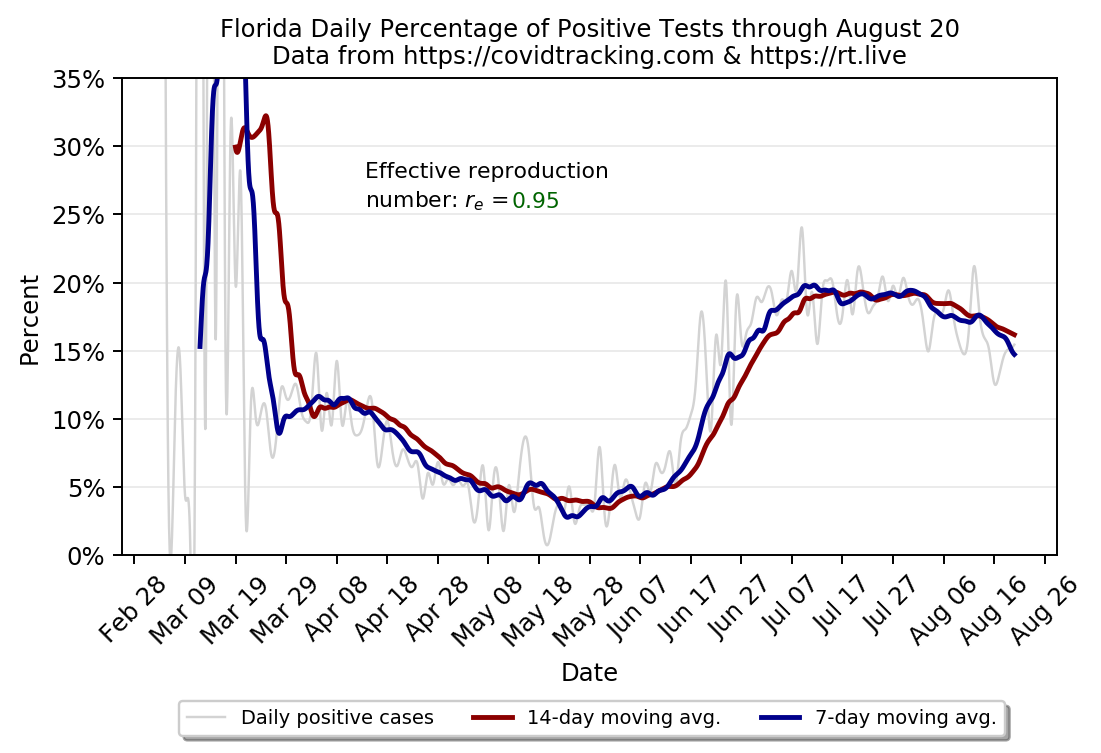 Florida Daily Percentage of Positive Tests through August 20
Data from https://covidtracking.com & https://rt.live
35%
30%
25%
20%
15%
10%
5%
0%
Percent
Effective reproduction
number: re = 0.95
Feb 28
Mar 09
Mar 19
Mar 29
Apr 08
Apr 18
Apr 28
May 08
May 18
May 28
Jun 07
Jun 17
Jun 27
Jul 07
Jul 17
Jul 27
Aug 06
Aug 16
Aug 26
Date
Daily positive cases
14-day moving avg.
7-day moving avg.